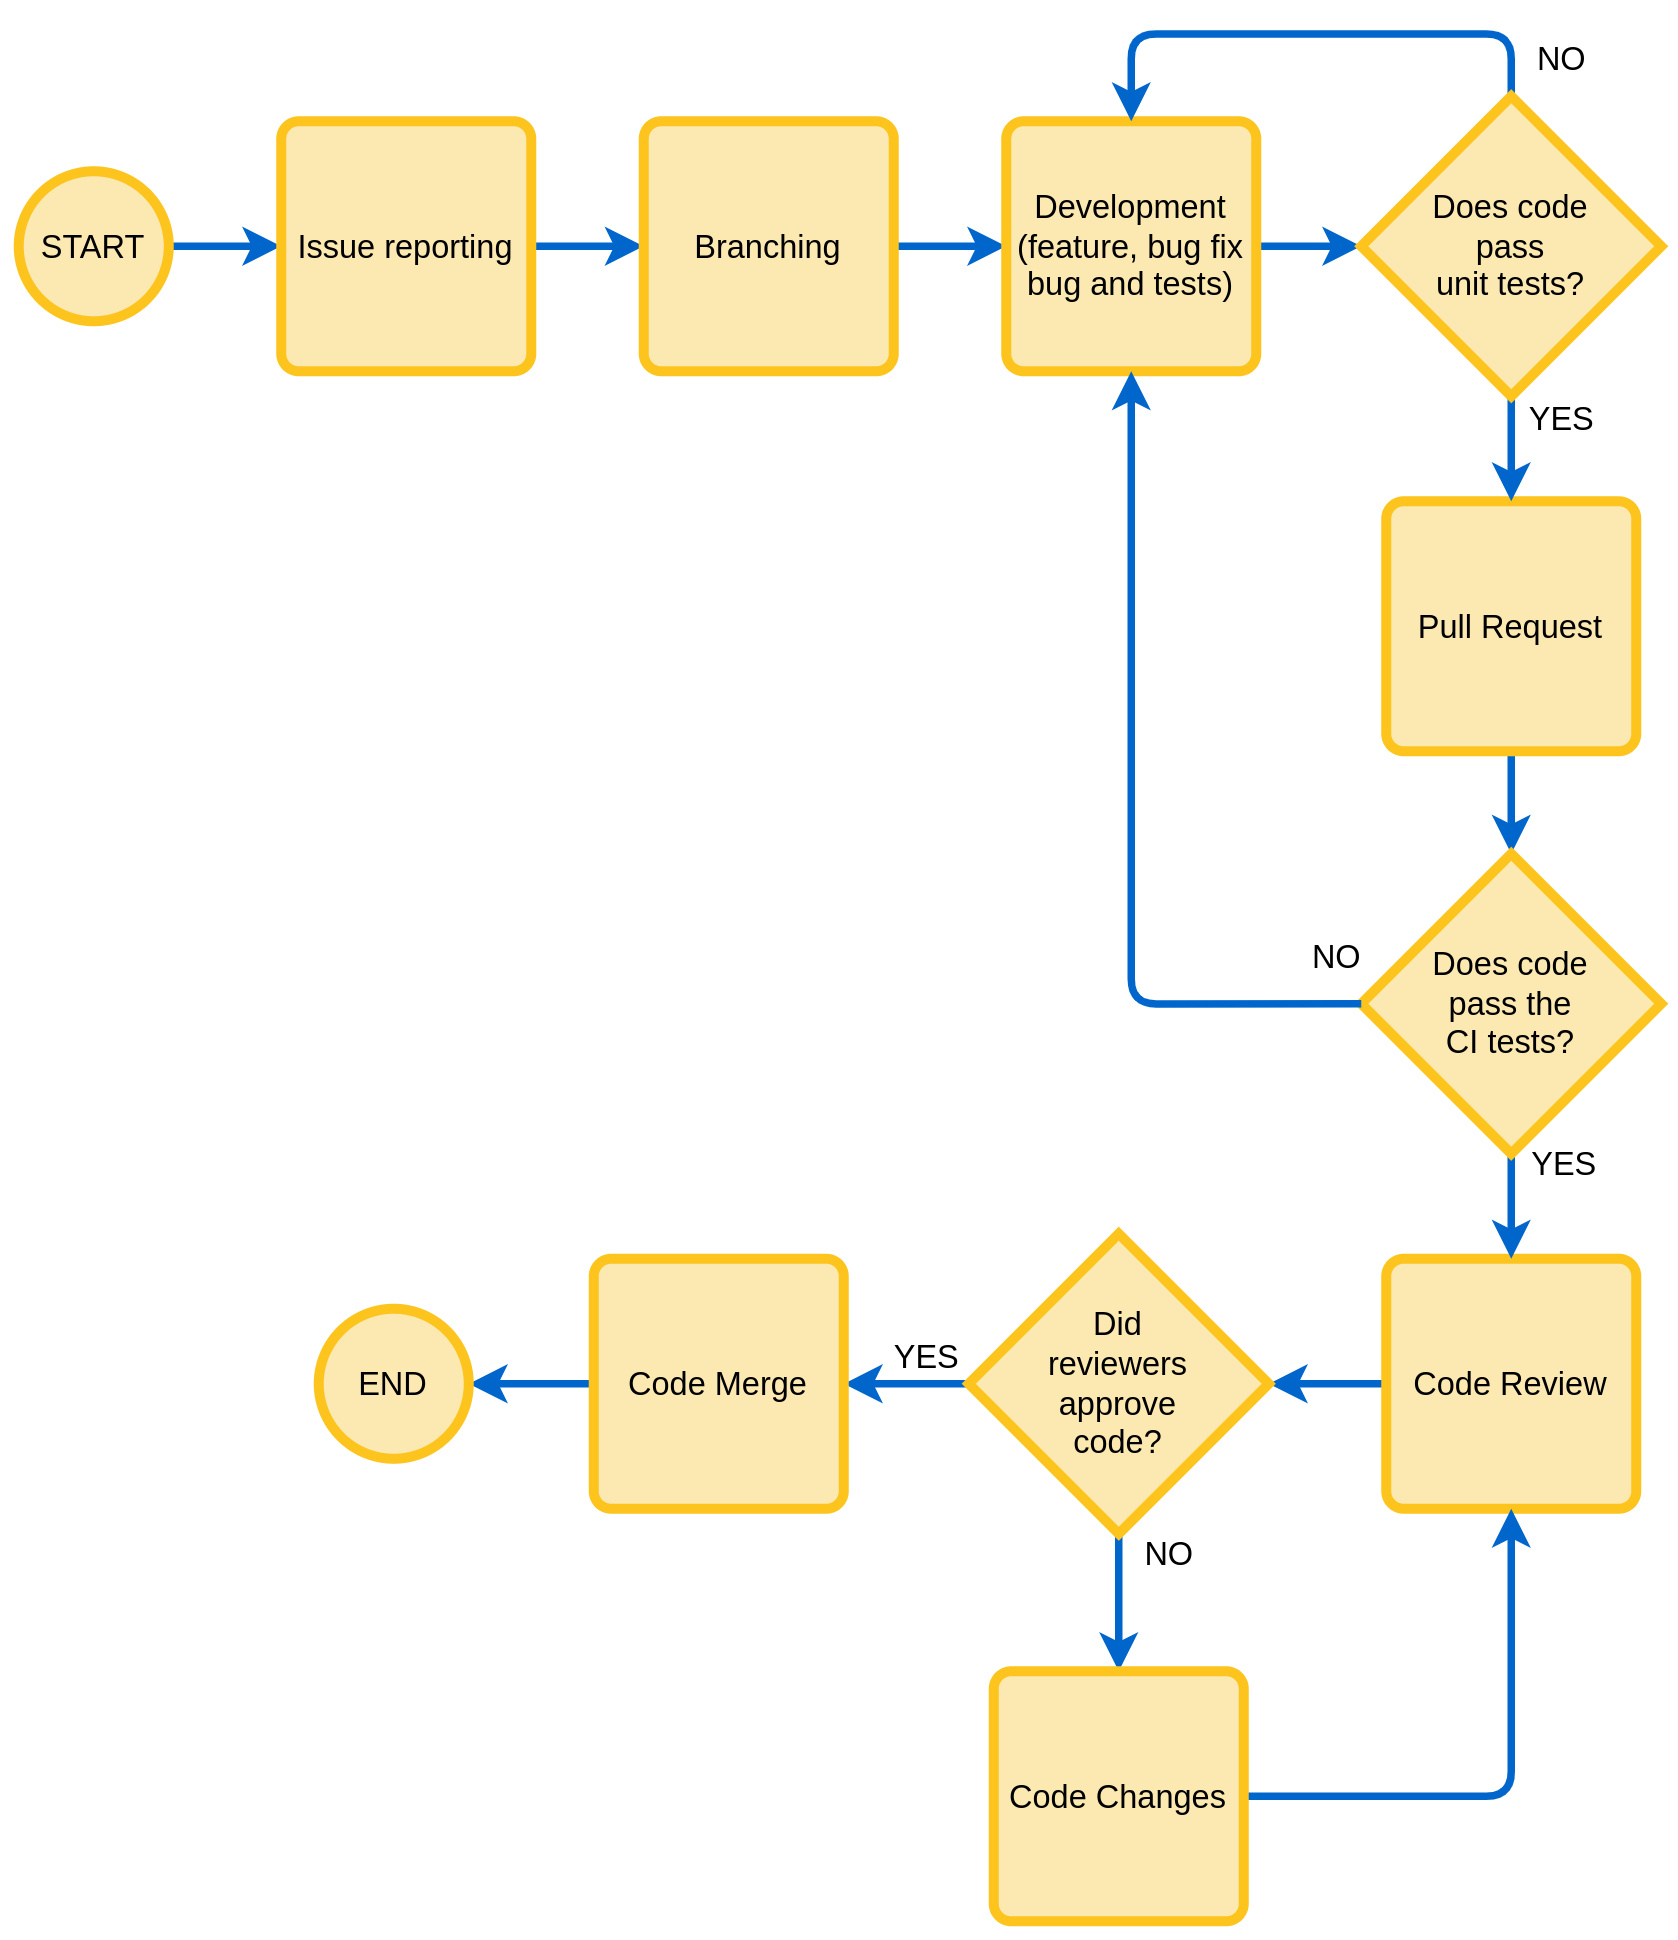 START
Issue reporting
Branching
Development
(feature, bug fix
bug and tests)
NO
Does code
pass
unit tests?
YES
Pull Request
Does code
pass the
CI tests?
NO
YES
Code Review
Did
reviewers
approve
code?
YES
Code Merge
END
NO
Code Changes